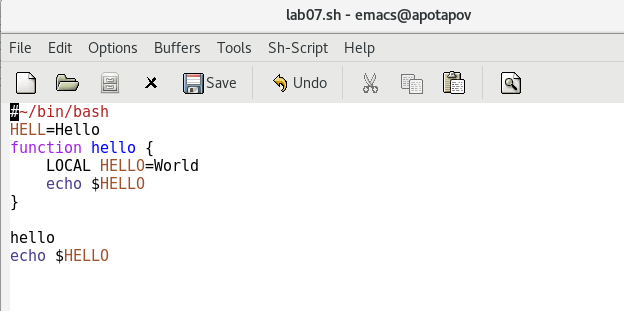 lab07.sh - emacs@apotapov
File Edit Options Buffers Tools Sh-Script Help
Save Undo
#~/bin/bash
HELL=Hello
function hello {
    LOCAL HELLO=World
    echo $HELLO
}
hello
echo $HELLO